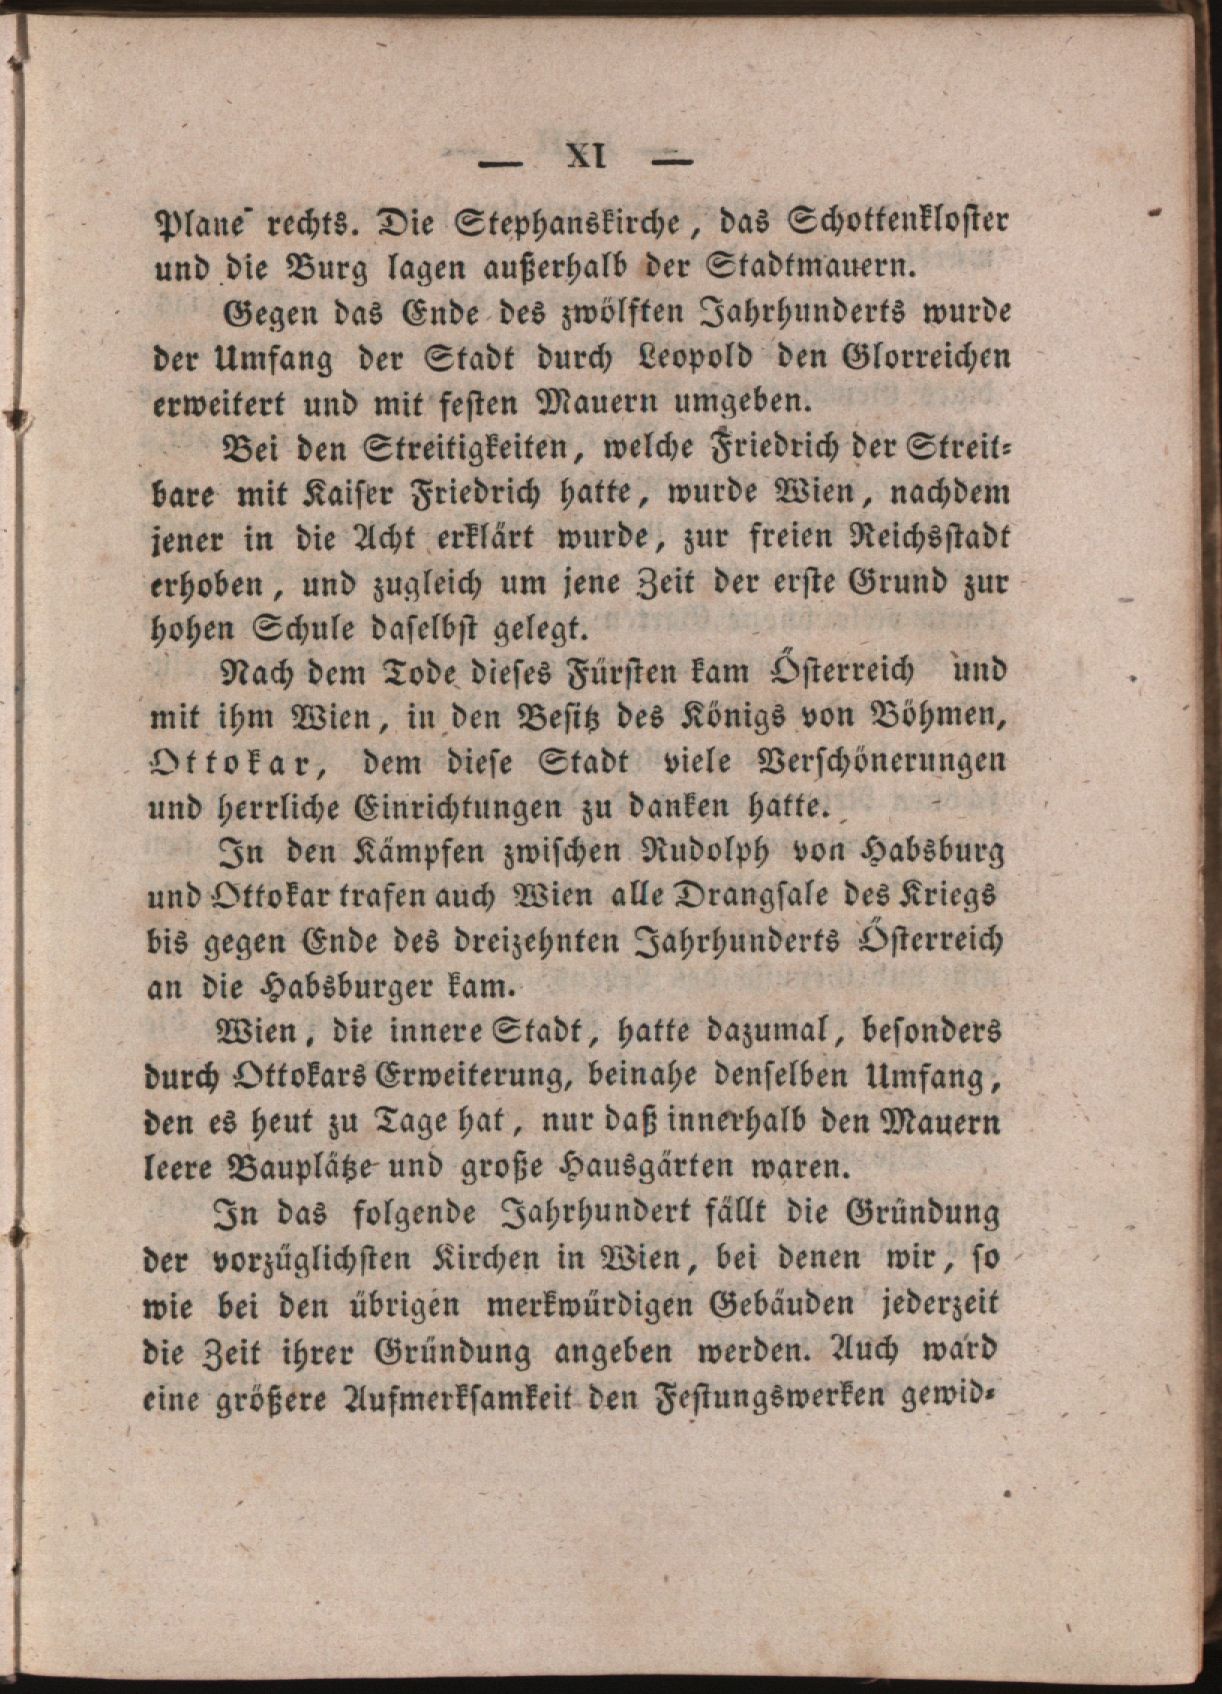 — XI —
Plane rechts. Die Stephanskirche, das Schottenkloster
und die Burg lagen außerhalb der Stadtmauern.
Gegen das Ende des zwölften Jahrhunderts wurde
der Umfang der Stadt durch Leopold den Glorreichen
erweitert und mit festen Mauern umgeben.
Bei den Streitigkeiten, welche Friedrich der Streit-
bare mit Kaiser Friedrich hatte, wurde Wien, nachdem
jener in die Acht erklärt wurde, zur freien Reichsstadt
erhoben, und zugleich um jene Zeit der erste Grund zur
hohen Schule daselbst gelegt.
Nach dem Tode dieses Fürsten kam Österreich und
mit ihm Wien, in den Besitz des Königs von Böhmen,
Ottokar, dem diese Stadt viele Verschönerungen
und herrliche Einrichtungen zu danken hatte.
In den Kämpfen zwischen Rudolph von Habsburg
und Ottokar trafen auch Wien alle Drangsale des Kriegs
bis gegen Ende des dreizehnten Jahrhunderts Österreich
an die Habsburger kam.
Wien, die innere Stadt, hatte dazumal, besonders
durch Ottokars Erweiterung, beinahe denselben Umfang,
den es heut zu Tage hat, nur daß innerhalb den Mauern
leere Bauplätze und große Hausgärten waren.
In das folgende Jahrhundert fällt die Gründung
der vorzüglichsten Kirchen in Wien, bei denen wir, so
wie bei den übrigen merkwürdigen Gebäuden jederzeit
die Zeit ihrer Gründung angeben werden. Auch ward
eine größere Aufmerksamkeit den Festungswerken gewid-